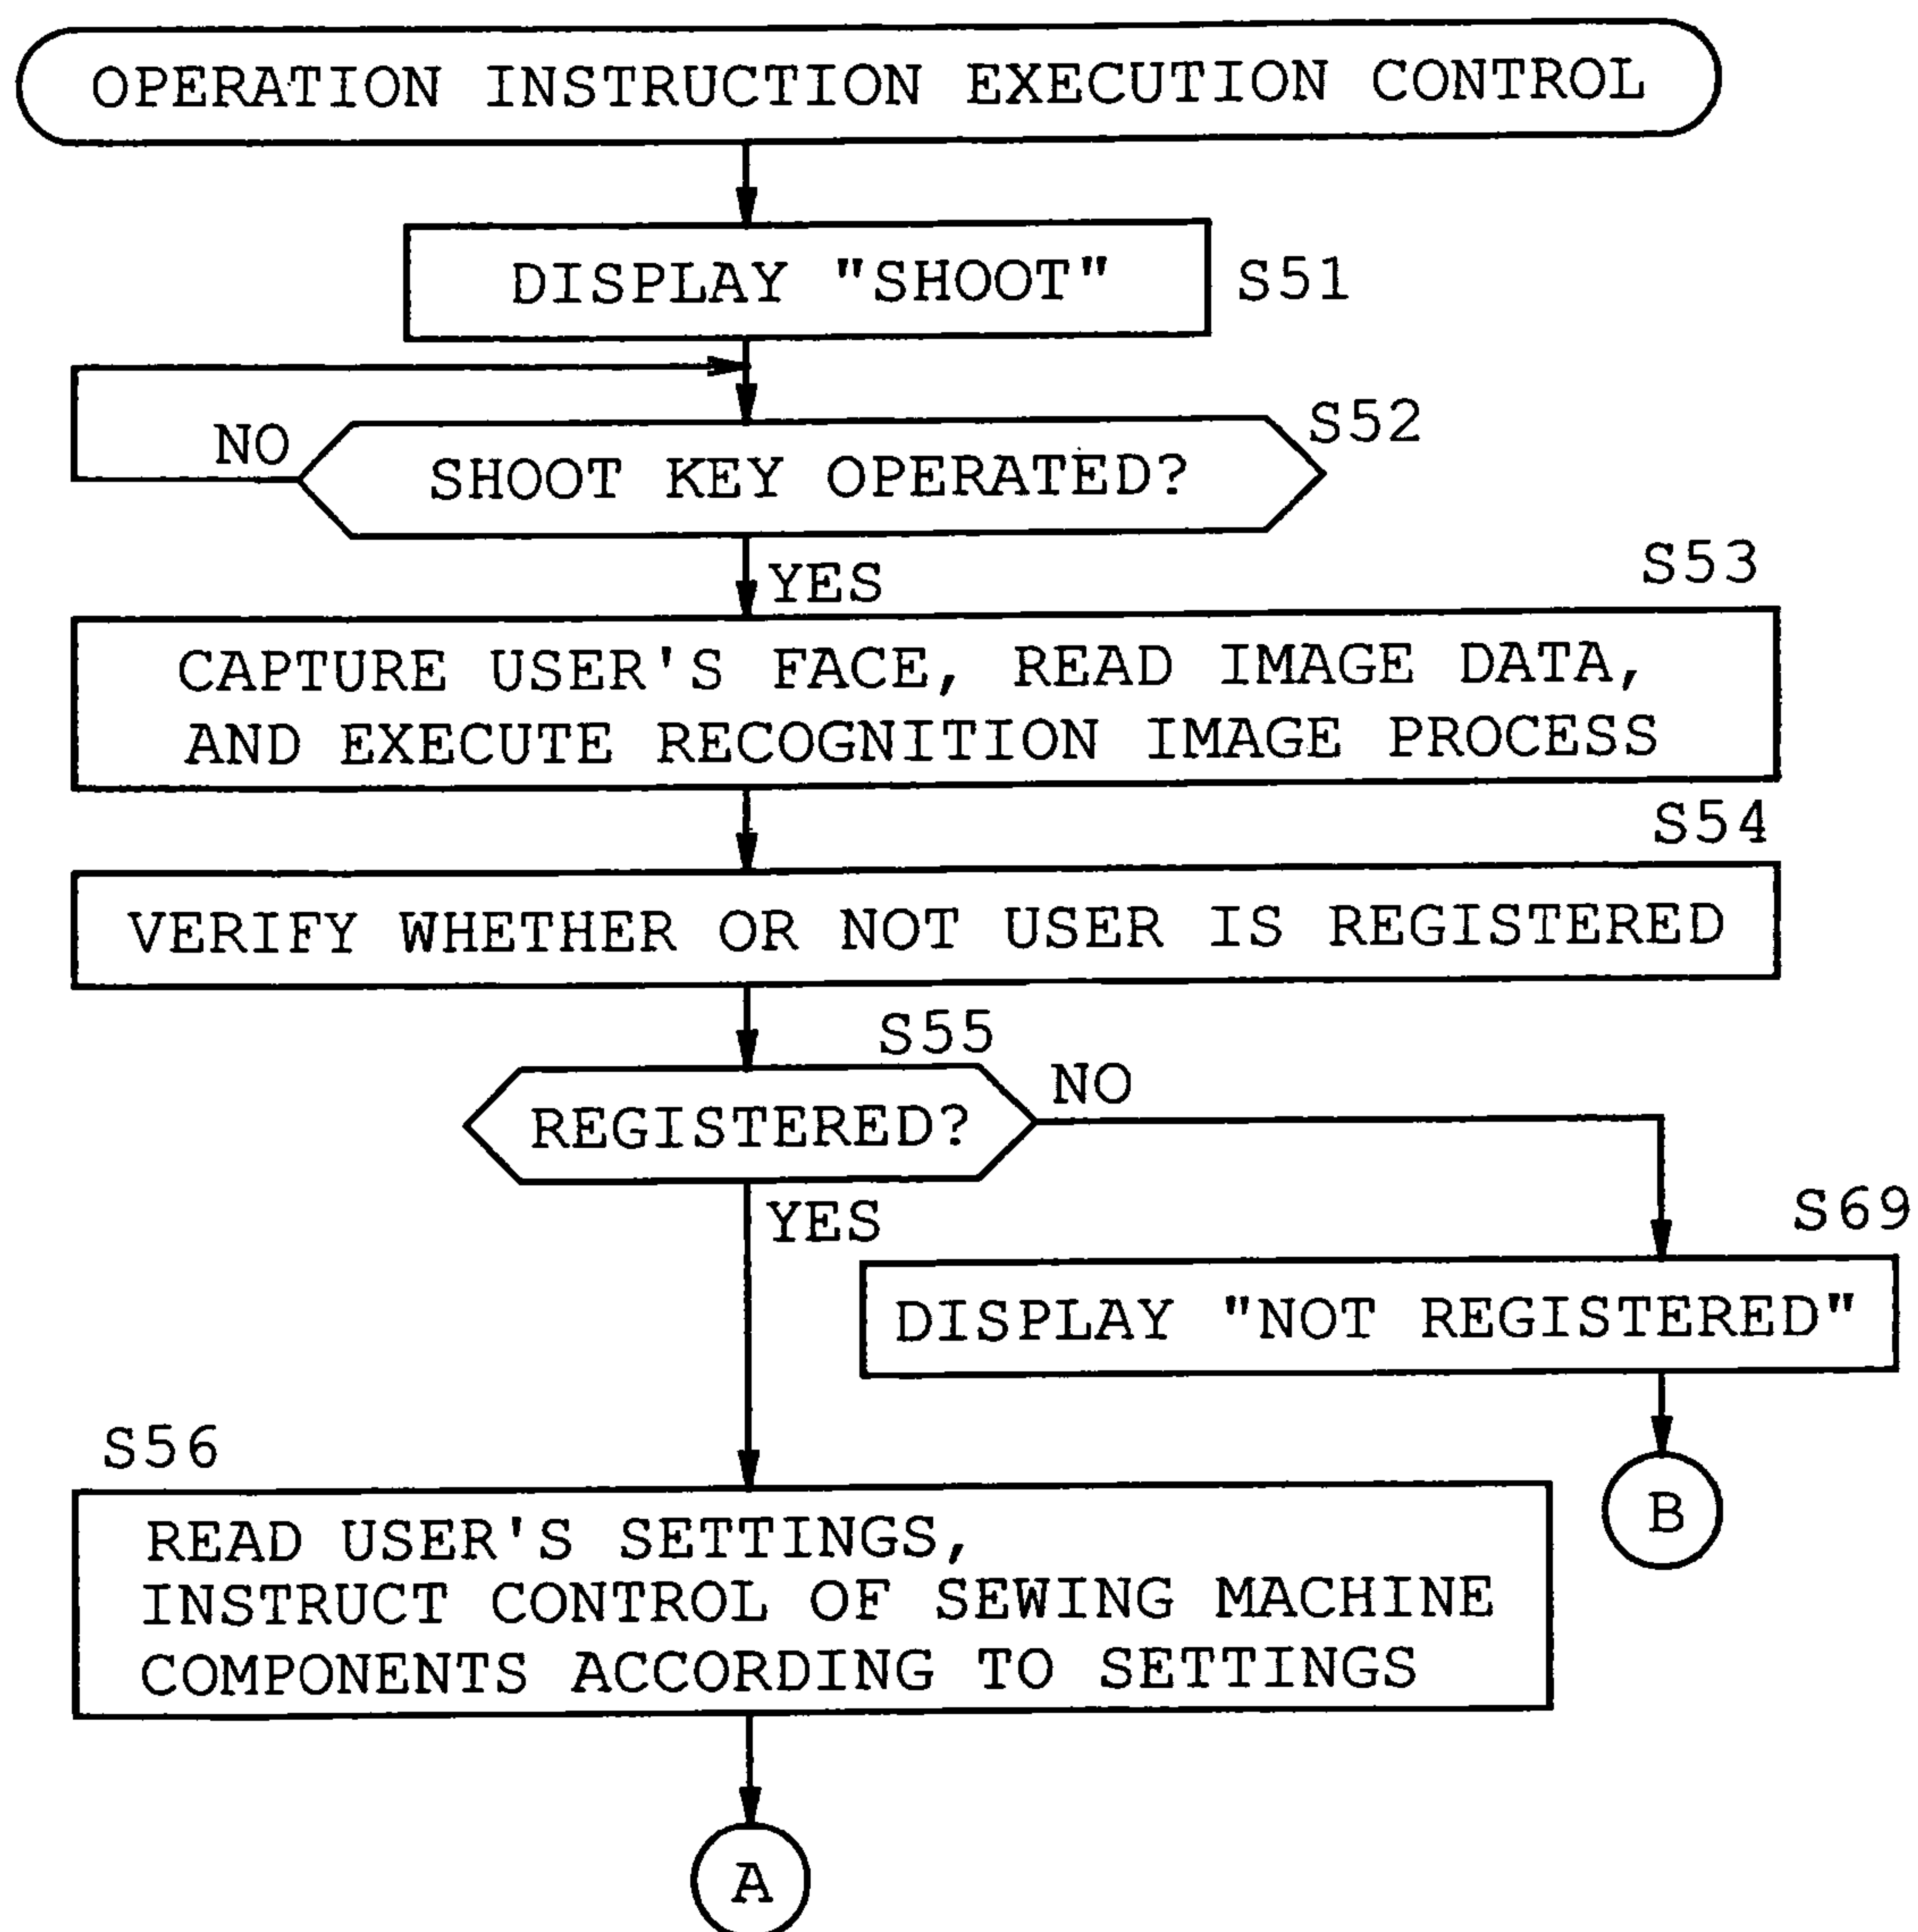 OPERATION INSTRUCTION EXECUTION CONTROL
DISPLAY "SHOOT"
S51
NO
SHOOT KEY OPERATED?
S52
YES
S53
CAPTURE USER'S FACE, READ IMAGE DATA,
AND EXECUTE RECOGNITION IMAGE PROCESS
S54
VERIFY WHETHER OR NOT USER IS REGISTERED
S55
REGISTERED?
NO
YES
S69
DISPLAY "NOT REGISTERED"
B
S56
READ USER'S SETTINGS,
INSTRUCT CONTROL OF SEWING MACHINE
COMPONENTS ACCORDING TO SETTINGS
A